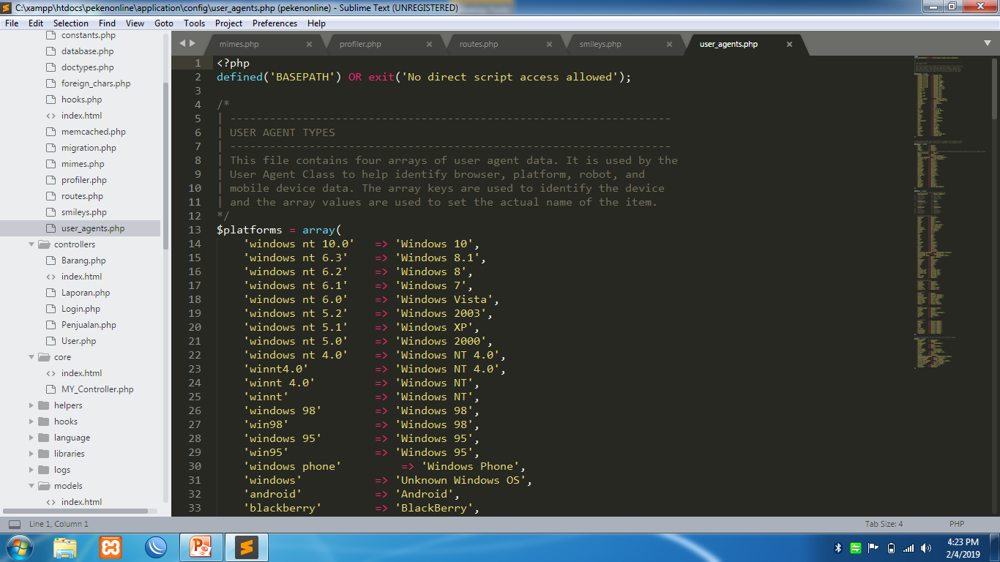 C:\xampp\htdocs\pekenonline\application\config\user_agents.php (pekenonline) - Sublime Text (UNREGISTERED)
File Edit Selection Find View Goto Tools Project Preferences Help
constants.php
database.php
doctypes.php
foreign_chars.php
hooks.php
index.html
memcached.php
migration.php
mimes.php
profiler.php
routes.php
smileys.php
user_agents.php
controllers
Barang.php
index.html
Laporan.php
Login.php
Penjualan.php
User.php
core
index.html
MY_Controller.php
helpers
hooks
language
libraries
logs
models
index.html
mimes.php profiler.php routes.php smileys.php user_agents.php
1 <?php
2 defined('BASEPATH') OR exit('No direct script access allowed');
3
4 /*
5 | -------------------------------------------------------------------
6 | USER AGENT TYPES
7 | -------------------------------------------------------------------
8 | This file contains four arrays of user agent data. It is used by the
9 | User Agent Class to help identify browser, platform, robot, and
10 | mobile device data. The array keys are used to identify the device
11 | and the array values are used to set the actual name of the item.
12 */
13 $platforms = array(
14 'windows nt 10.0' => 'Windows 10',
15 'windows nt 6.3' => 'Windows 8.1',
16 'windows nt 6.2' => 'Windows 8',
17 'windows nt 6.1' => 'Windows 7',
18 'windows nt 6.0' => 'Windows Vista',
19 'windows nt 5.2' => 'Windows 2003',
20 'windows nt 5.1' => 'Windows XP',
21 'windows nt 5.0' => 'Windows 2000',
22 'windows nt 4.0' => 'Windows NT 4.0',
23 'winnt4.0' => 'Windows NT 4.0',
24 'winnt 4.0' => 'Windows NT',
25 'winnt' => 'Windows NT',
26 'windows 98' => 'Windows 98',
27 'win98' => 'Windows 98',
28 'windows 95' => 'Windows 95',
29 'win95' => 'Windows 95',
30 'windows phone' => 'Windows Phone',
31 'windows' => 'Unknown Windows OS',
32 'android' => 'Android',
33 'blackberry' => 'BlackBerry',
Line 1, Column 1 Tab Size: 4 PHP
4:23 PM
2/4/2019